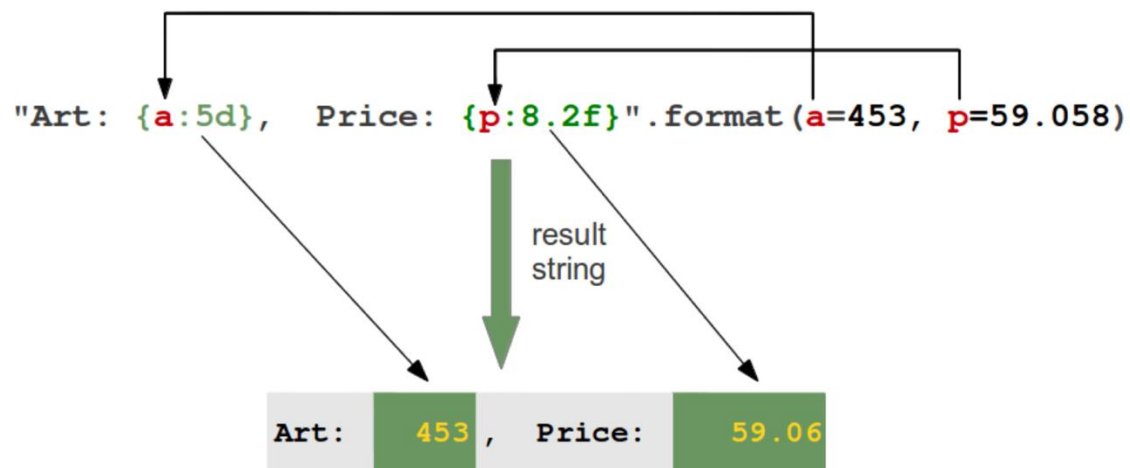 "Art: {a:5d},  Price: {p:8.2f}".format(a=453, p=59.058)
result
string
Art:   453,  Price:    59.06